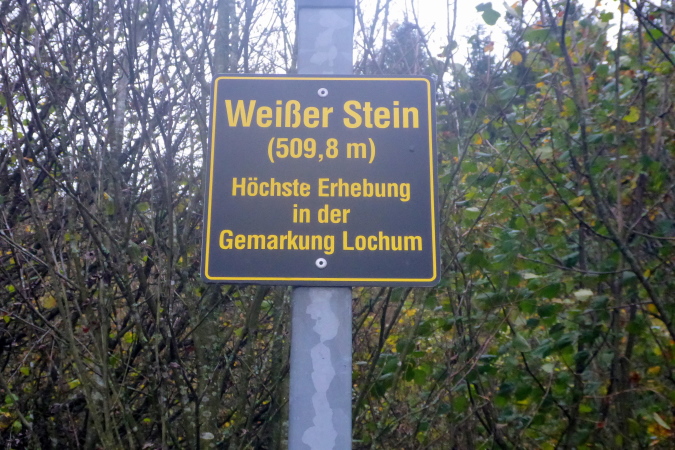 Weißer Stein
(509,8 m)
Höchste Erhebung
in der
Gemarkung Lochum